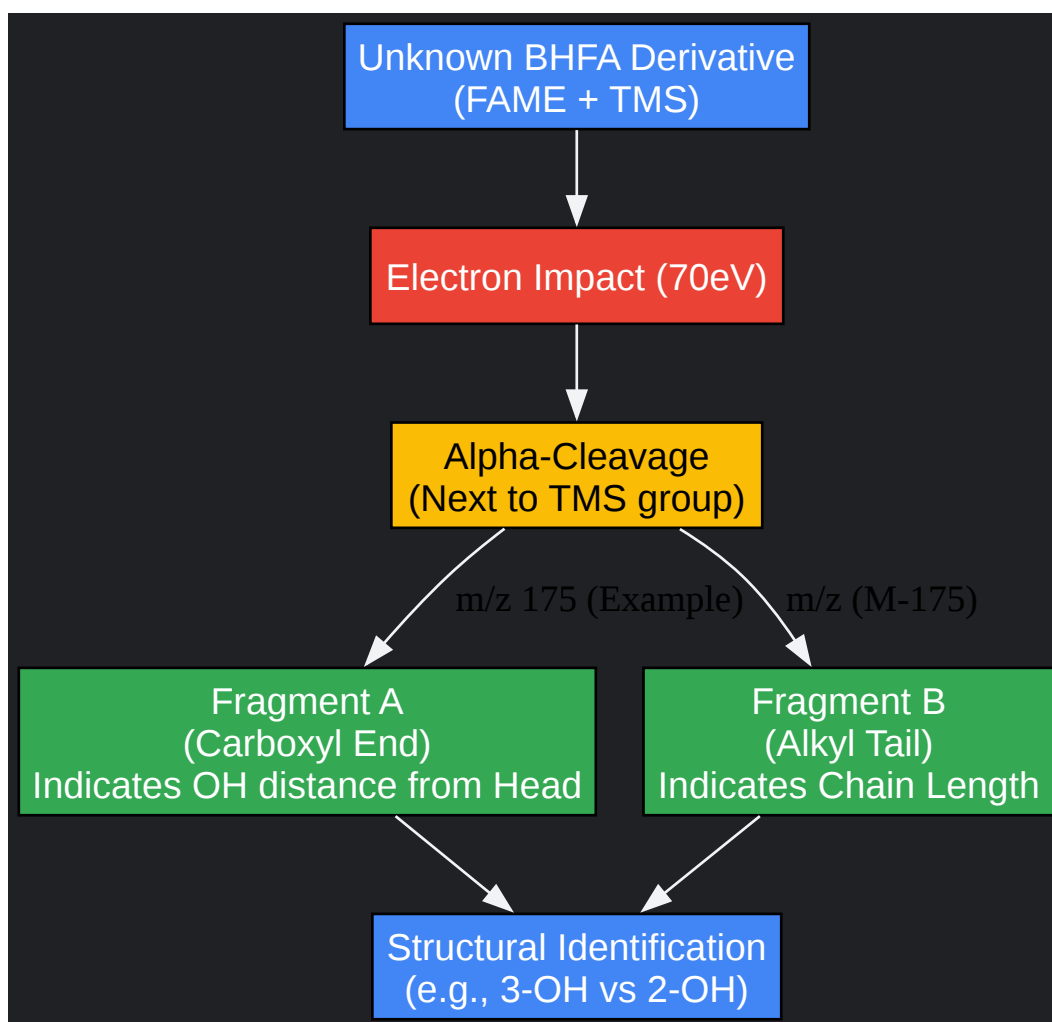 Unknown BHFA Derivative
(FAME + TMS)
Electron Impact (70eV)
Alpha-Cleavage
(Next to TMS group)
m/z 175 (Example)
m/z (M-175)
Fragment A
(Carboxyl End)
Indicates OH distance from Head
Fragment B
(Alkyl Tail)
Indicates Chain Length
Structural Identification
(e.g., 3-OH vs 2-OH)